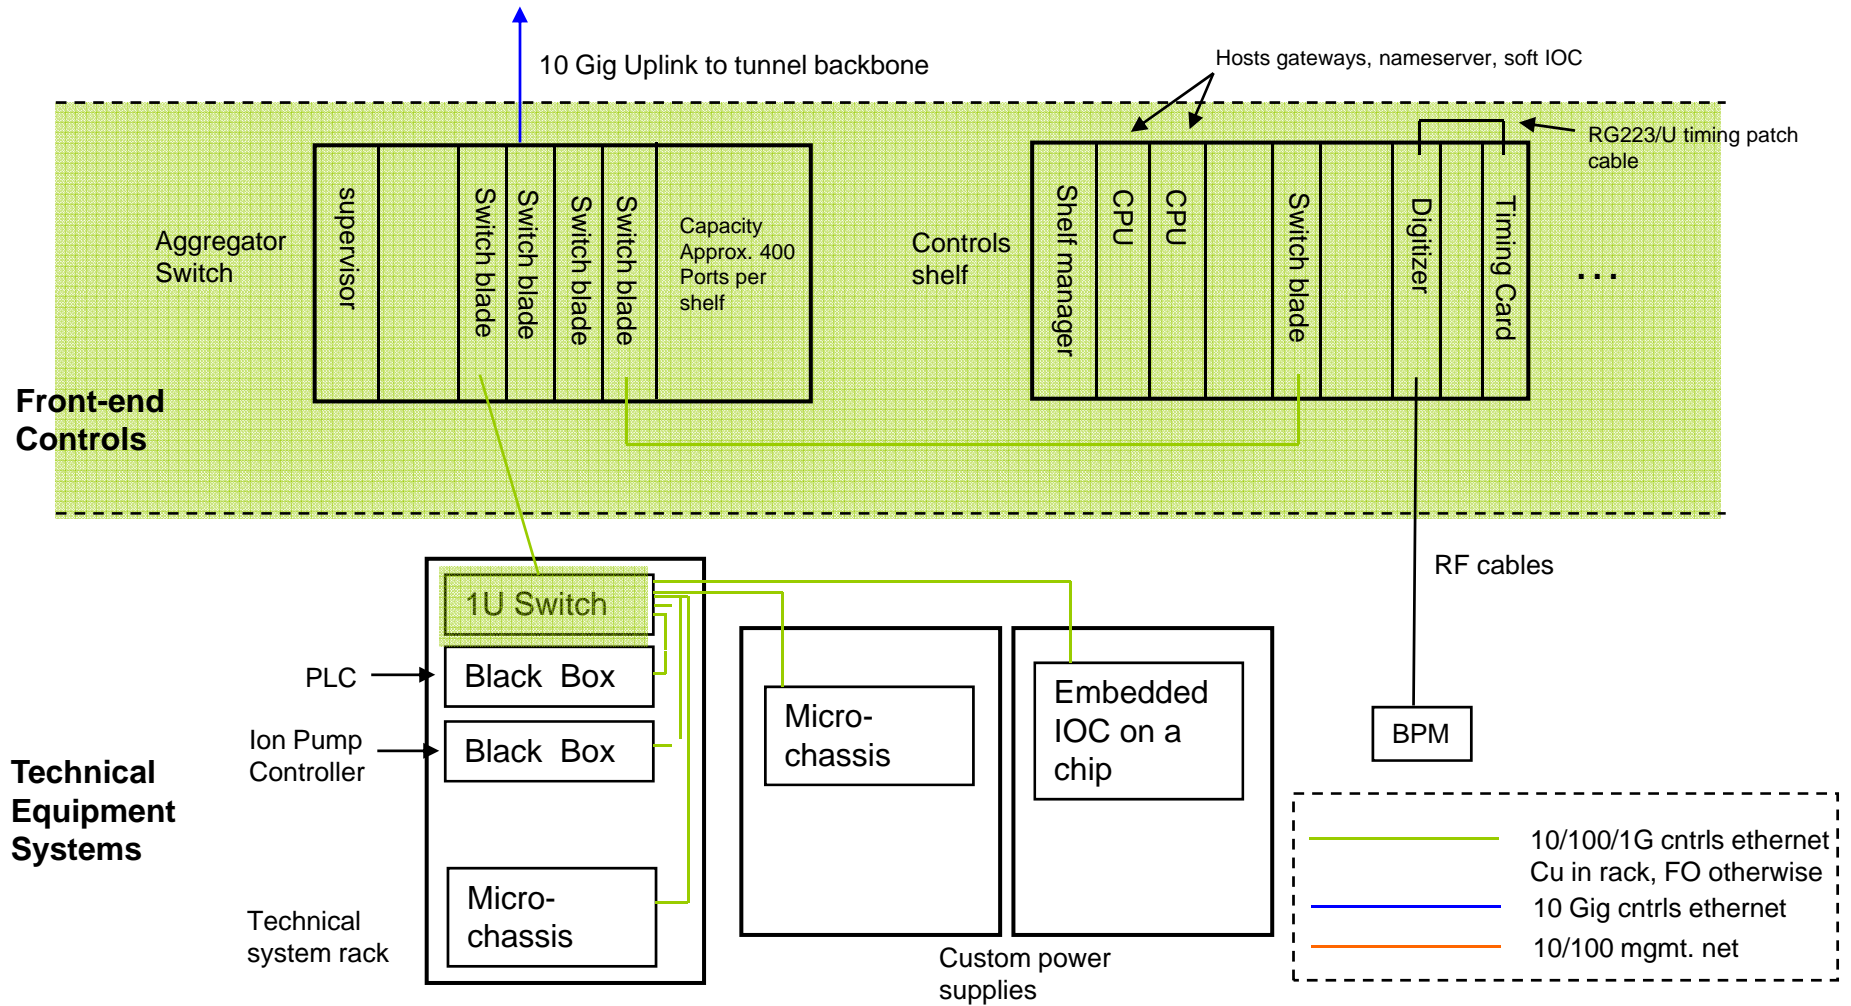 10 Gig Uplink to tunnel backbone
Hosts gateways, nameserver, soft IOC
RG223/U timing patch
cable
Aggregator
Switch
supervisor
Switch blade
Switch blade
Switch blade
Switch blade
Capacity
Approx. 400
Ports per
shelf
Controls
shelf
Shelf manager
CPU
CPU
Switch blade
Digitizer
Timing Card
...
Front-end
Controls
RF cables
1U Switch
PLC
Black Box
Ion Pump
Controller
Black Box
Micro-
chassis
Embedded
IOC on a
chip
BPM
Technical
Equipment
Systems
Micro-
chassis
Technical
system rack
Custom power
supplies
10/100/1G cntrls ethernet
Cu in rack, FO otherwise
10 Gig cntrls ethernet
10/100 mgmt. net